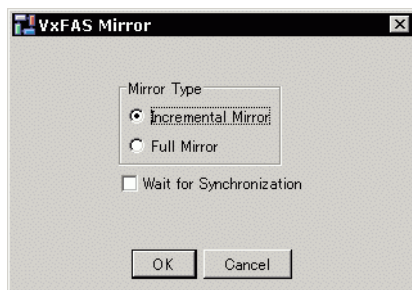 VxFAS Mirror
Mirror Type
Incremental Mirror
Full Mirror
Wait for Synchronization
OK Cancel